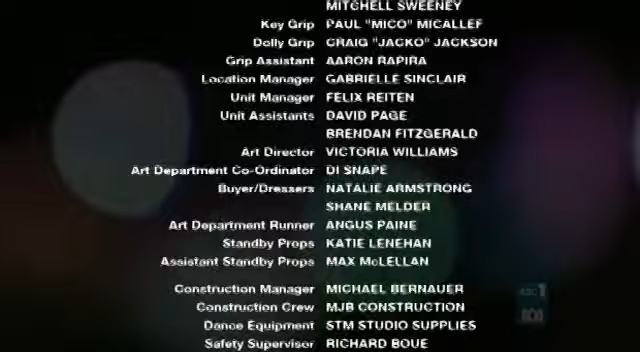 MITCHELL SWEENEY
Key Grip PAUL "MICO" MICALLEF
Dolly Grip CRAIG "JACKO" JACKSON
Grip Assistant AARON RAPIRA
Location Manager GABRIELLE SINCLAIR
Unit Manager FELIX REITEN
Unit Assistants DAVID PAGE
BRENDAN FITZGERALD
Art Director VICTORIA WILLIAMS
Art Department Co-Ordinator DI SNAPE
Buyer/Dressers NATALIE ARMSTRONG
SHANE MELDER
Art Department Runner ANGUS PAINE
Standby Props KATIE LENEHAN
Assistant Standby Props MAX McLELLAN
Construction Manager MICHAEL BERNAUER
Construction Crew MJB CONSTRUCTION
Dance Equipment STM STUDIO SUPPLIES
Safety Supervisor RICHARD BOUE
abc1